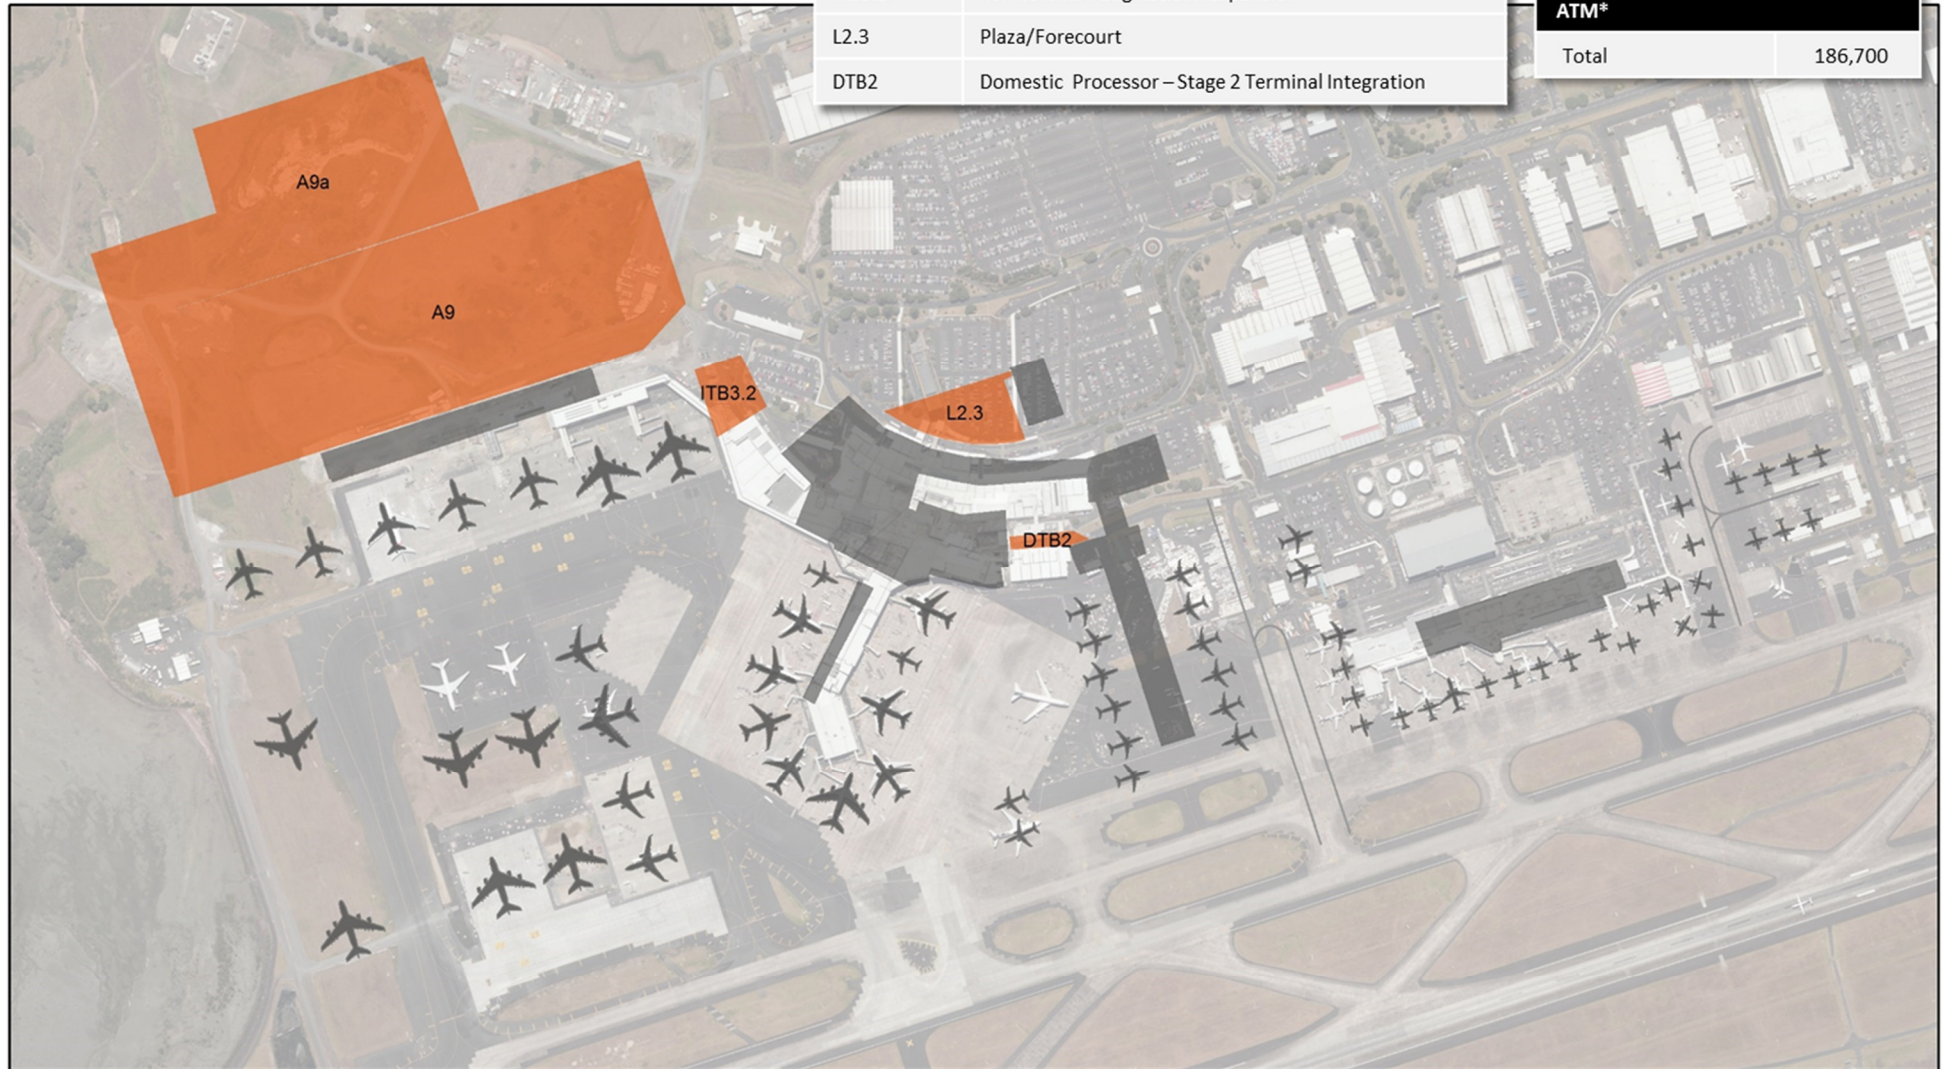 ATM*
L2.3 Plaza/Forecourt
Total 186,700
DTB2 Domestic Processor – Stage 2 Terminal Integration
A9a
A9
ITB3.2
L2.3
DTB2